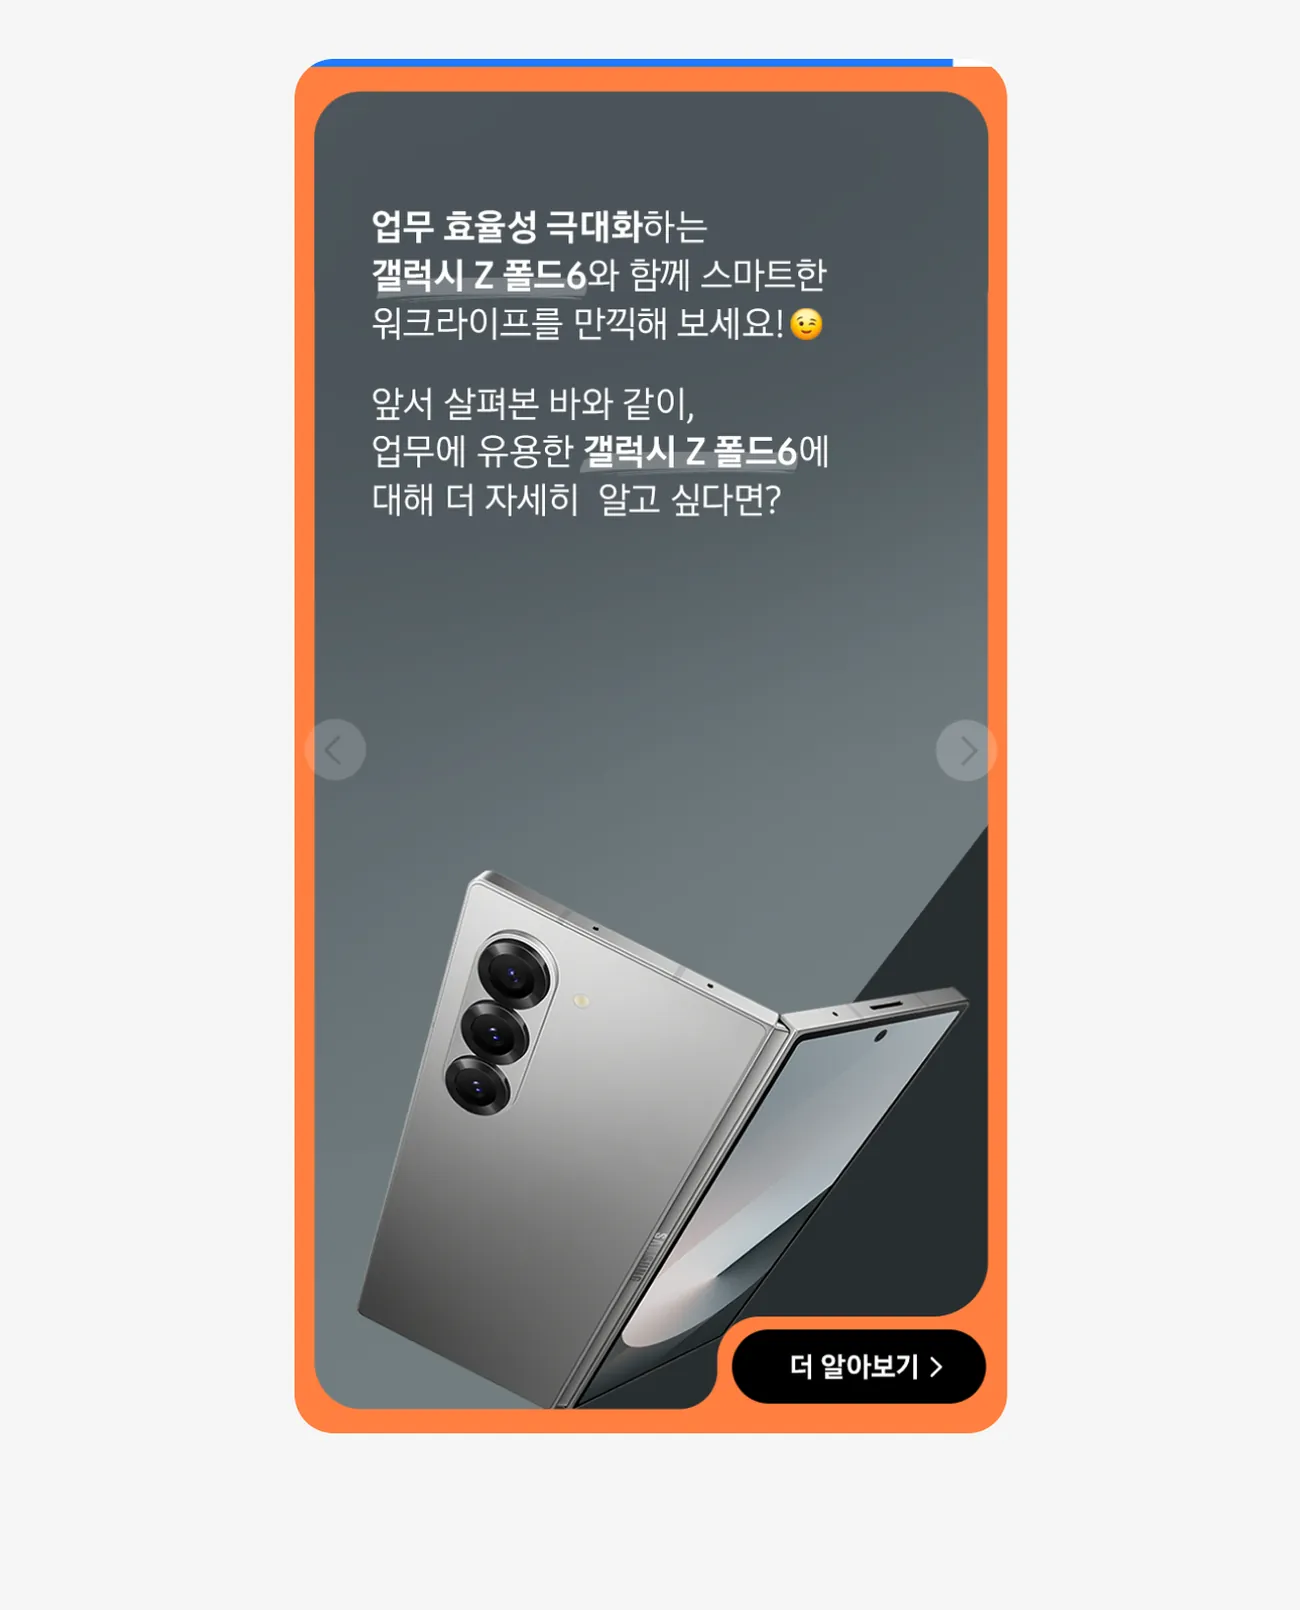 업무 효율성 극대화하는
갤럭시 Z 폴드6와 함께 스마트한
워크라이프를 만끽해 보세요!😉
앞서 살펴본 바와 같이,
업무에 유용한 갤럭시 Z 폴드6에
대해 더 자세히 알고 싶다면?
SAMSUNG
더 알아보기 >